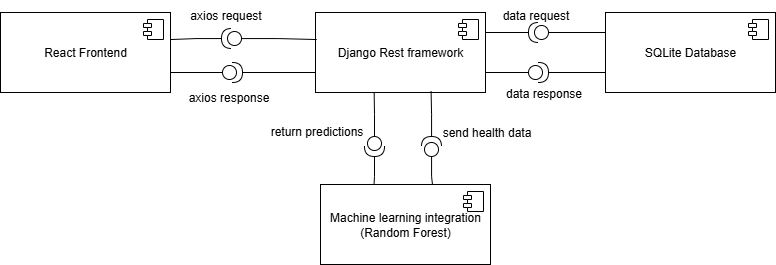 axios request
data request
React Frontend
Django Rest framework
SQLite Database
axios response
data response
return predictions
send health data
Machine learning integration
(Random Forest)